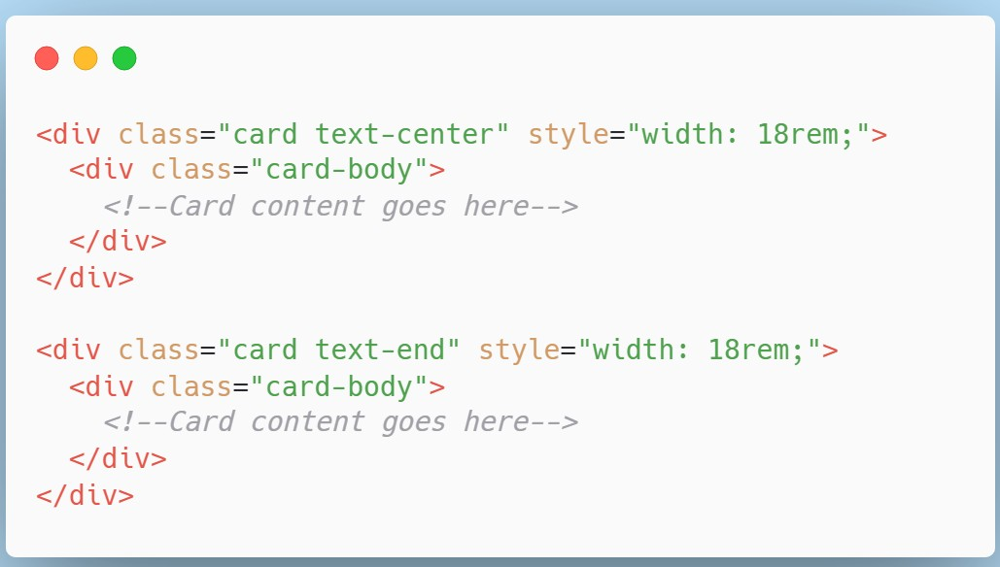 <div class="card text-center" style="width: 18rem;">
  <div class="card-body">
    <!--Card content goes here-->
  </div>
</div>

<div class="card text-end" style="width: 18rem;">
  <div class="card-body">
    <!--Card content goes here-->
  </div>
</div>